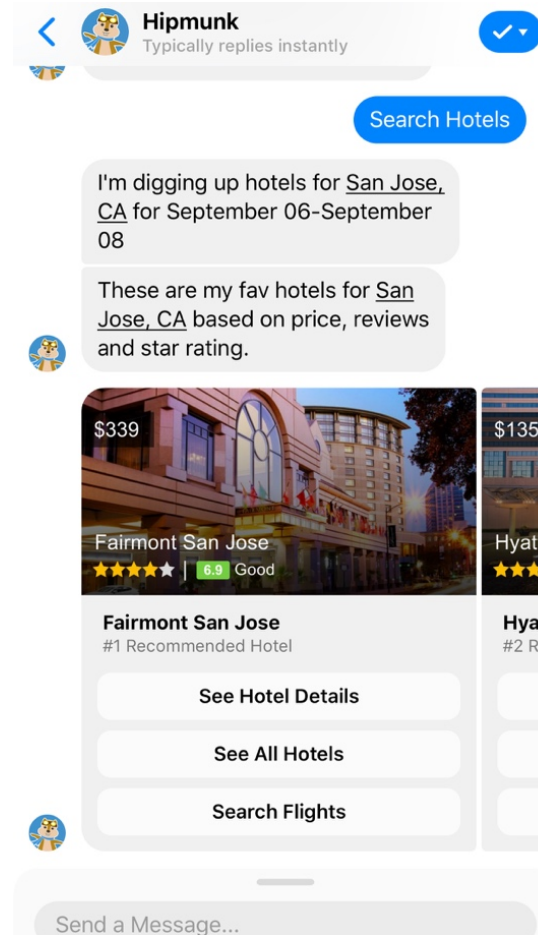 Hipmunk
Typically replies instantly
Search Hotels
I'm digging up hotels for San Jose,
CA for September 06-September
08
These are my fav hotels for San
Jose, CA based on price, reviews
and star rating.
$339
Fairmont San Jose
6.9 Good
Fairmont San Jose
#1 Recommended Hotel
See Hotel Details
See All Hotels
Search Flights
$135
Hyat
Hya
#2 R
Send a Message...